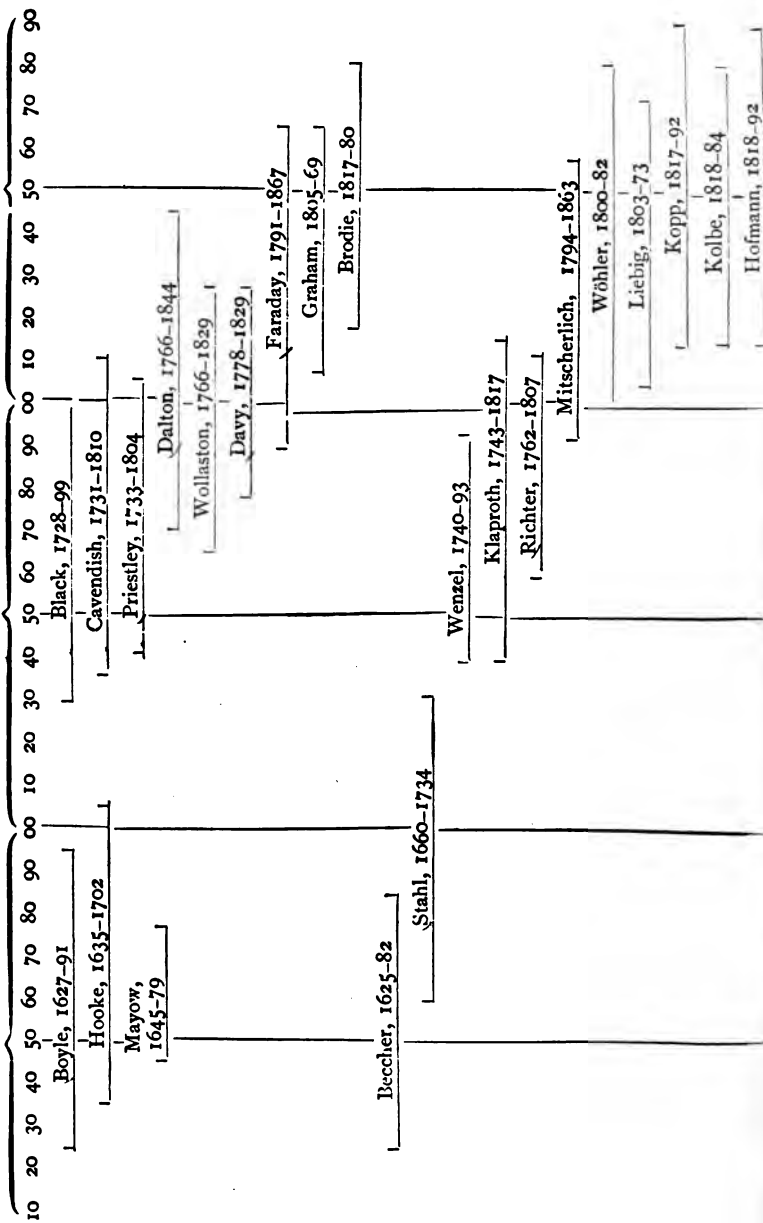 10 20 30 40 50 60 70 80 90 00 10 20 30 40 50 60 70 80 90 00 10 20 30 40 50 60 70 80 90
Boyle, 1627-91
Hooke, 1635-1702
Mayow,
1645-79
Beccher, 1625-82
Stahl, 1660-1734
Black, 1728-99
Cavendish, 1731-1810
Priestley, 1733-1804
Dalton, 1766-1844
Wollaston, 1766-1829
Davy, 1778-1829
Faraday, 1791-1867
Graham, 1805-69
Brodie, 1817-80
Wenzel, 1740-93
Klaproth, 1743-1817
Richter, 1762-1807
Mitscherlich, 1794-1863
Wöhler, 1800-82
Liebig, 1803-73
Kopp, 1817-92
Kolbe, 1818-84
Hofmann, 1818-92